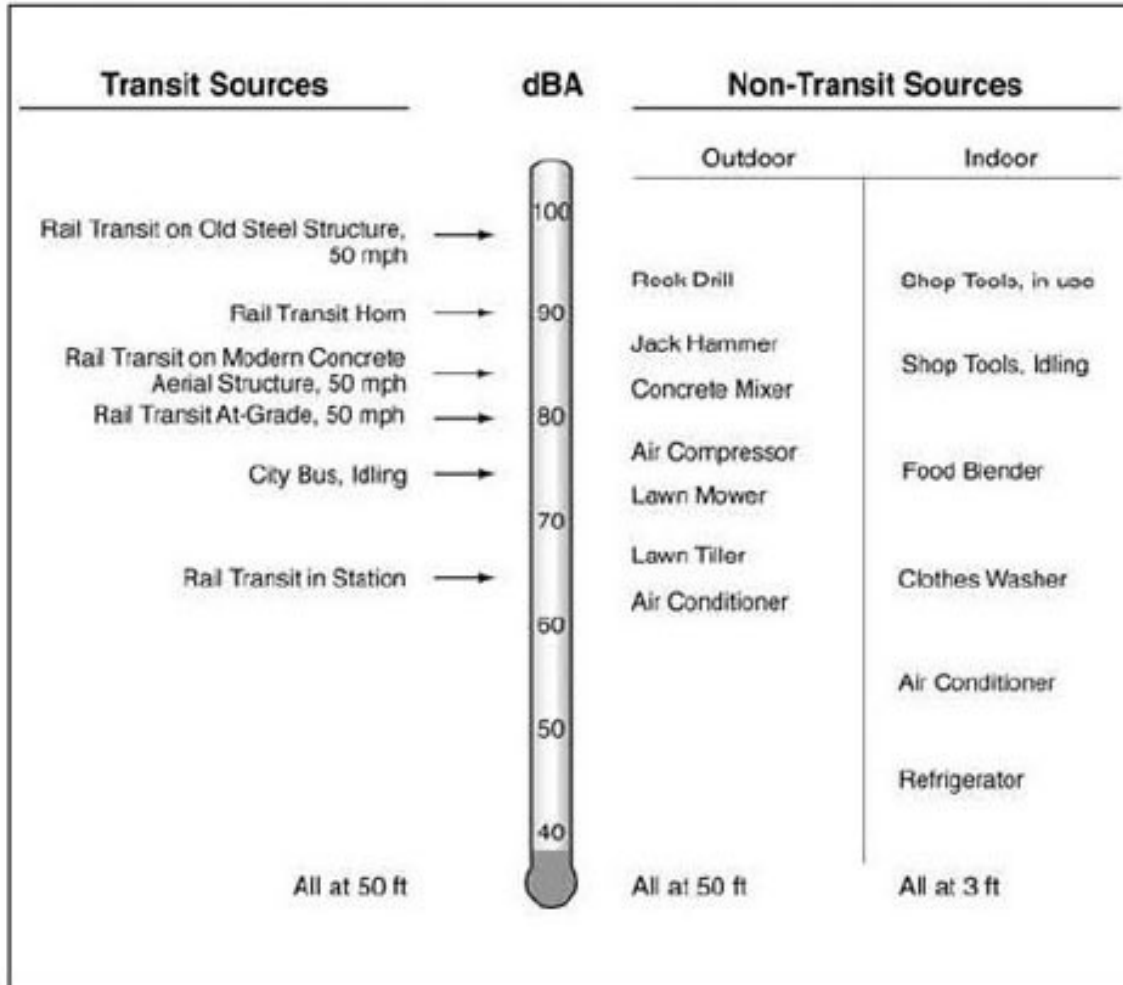 Transit Sources
dBA
Non-Transit Sources
Outdoor
Indoor
Rail Transit on Old Steel Structure,
50 mph
Rail Transit Horn
Rail Transit on Modern Concrete
Aerial Structure, 50 mph
Rail Transit At-Grade, 50 mph
City Bus, Idling
Rail Transit in Station
All at 50 ft
100
90
80
70
60
50
40
Rock Drill
Jack Hammer
Concrete Mixer
Air Compressor
Lawn Mower
Lawn Tiller
Air Conditioner
All at 50 ft
Shop Tools, in use
Shop Tools, Idling
Food Blender
Clothes Washer
Air Conditioner
Refrigerator
All at 3 ft